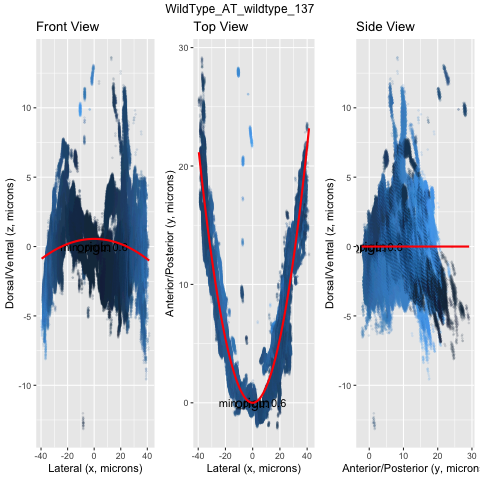 WildType_AT_wildtype_137
Front View
Top View
Side View
Dorsal/Ventral (z, microns)
10
5
0
-5
-10
-40 -20 0 20 40
Lateral (x, microns)
Anterior/Posterior (y, microns)
30
20
10
0
-40 -20 0 20 40
Lateral (x, microns)
Dorsal/Ventral (z, microns)
10
5
0
-5
-10
0 10 20 30
Anterior/Posterior (y, micron